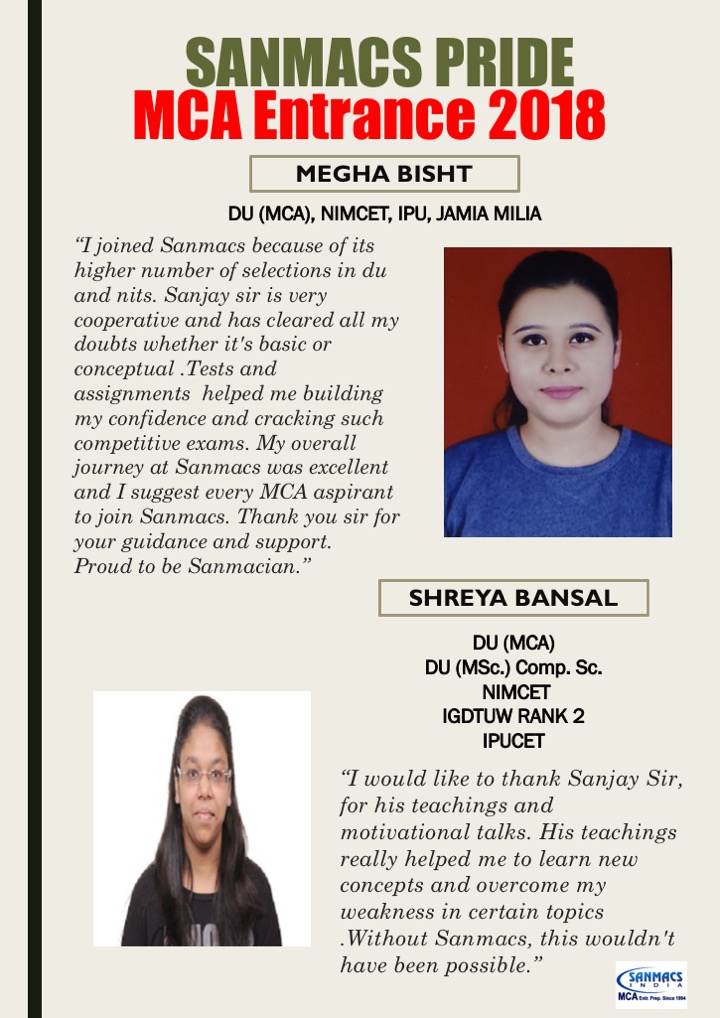 SANMACS PRIDE
MCA Entrance 2018
MEGHA BISHT
DU (MCA), NIMCET, IPU, JAMIA MILIA
“I joined Sanmacs because of its
higher number of selections in du
and nits. Sanjay sir is very
cooperative and has cleared all my
doubts whether it's basic or
conceptual .Tests and
assignments  helped me building
my confidence and cracking such
competitive exams. My overall
journey at Sanmacs was excellent
and I suggest every MCA aspirant
to join Sanmacs. Thank you sir for
your guidance and support.
Proud to be Sanmacian.”
SHREYA BANSAL
DU (MCA)
DU (MSc.) Comp. Sc.
NIMCET
IGDTUW RANK 2
IPUCET
“I would like to thank Sanjay Sir,
for his teachings and
motivational talks. His teachings
really helped me to learn new
concepts and overcome my
weakness in certain topics
.Without Sanmacs, this wouldn't
have been possible.”
SANMACS
INDIA
MCA Entr. Prep. Since 1994